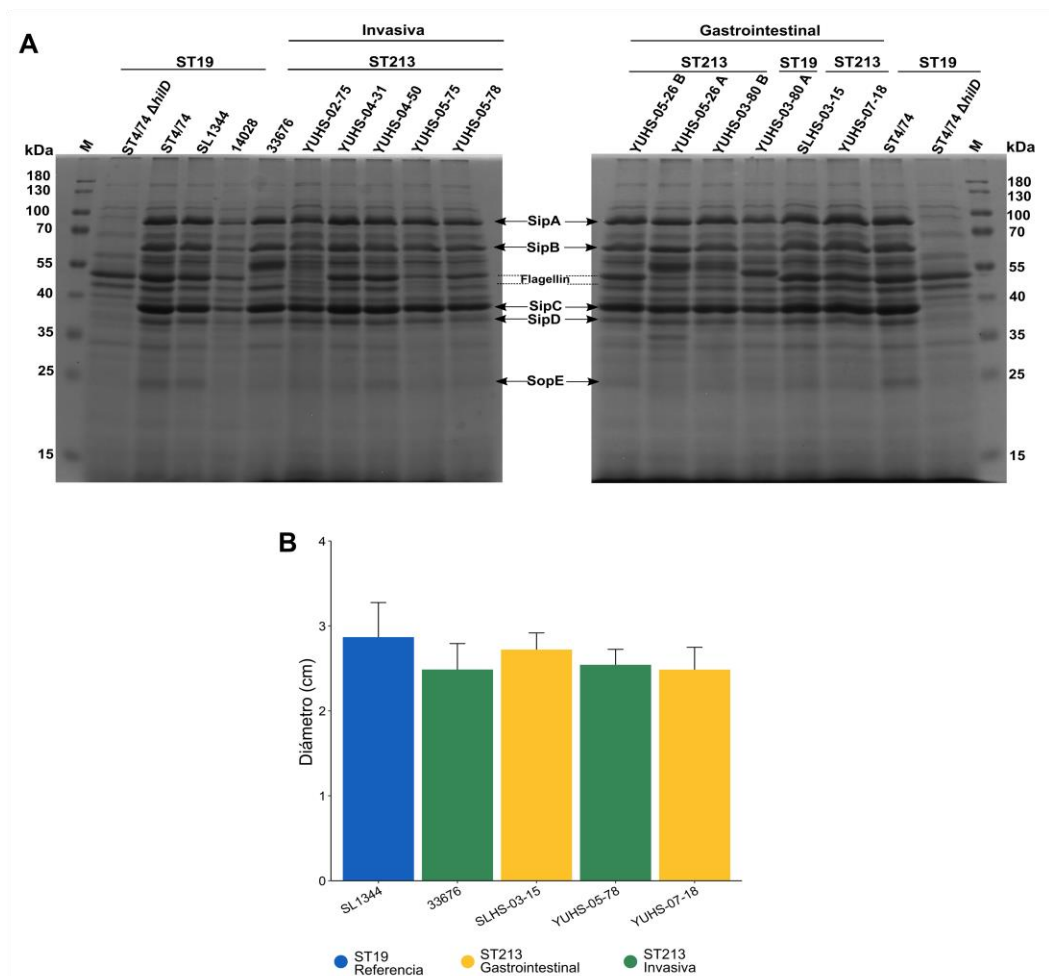 A
Invasiva
ST19
ST213
kDa
M
ST4/74 ΔhilD
ST4/74
SL1344
14028
33676
YUHS-02-75
YUHS-04-31
YUHS-04-50
YUHS-05-75
YUHS-05-78
180
130
100
70
55
40
35
25
15
SipA
SipB
Flagellin
SipC
SipD
SopE
Gastrointestinal
ST213
ST19
ST213
ST19
YUHS-05-26 B
YUHS-05-26 A
YUHS-03-80 B
YUHS-03-80 A
SLHS-03-15
YUHS-07-18
ST4/74
ST4/74 ΔhilD
M
kDa
180
130
100
70
55
40
35
25
15
B
Diámetro (cm)
4
3
2
1
0
SL1344
33676
SLHS-03-15
YUHS-05-78
YUHS-07-18
ST19
Referencia
ST213
Gastrointestinal
ST213
Invasiva